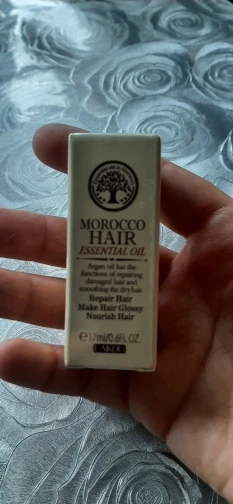 MOROCCO
HAIR
ESSENTIAL OIL
Argan oil has the
functions of repairing
damaged hair and
smoothing the dry hair.
Repair Hair
Make Hair Glossy
Nourish Hair
℮17ml/0.6FL.OZ.
LAIKOU